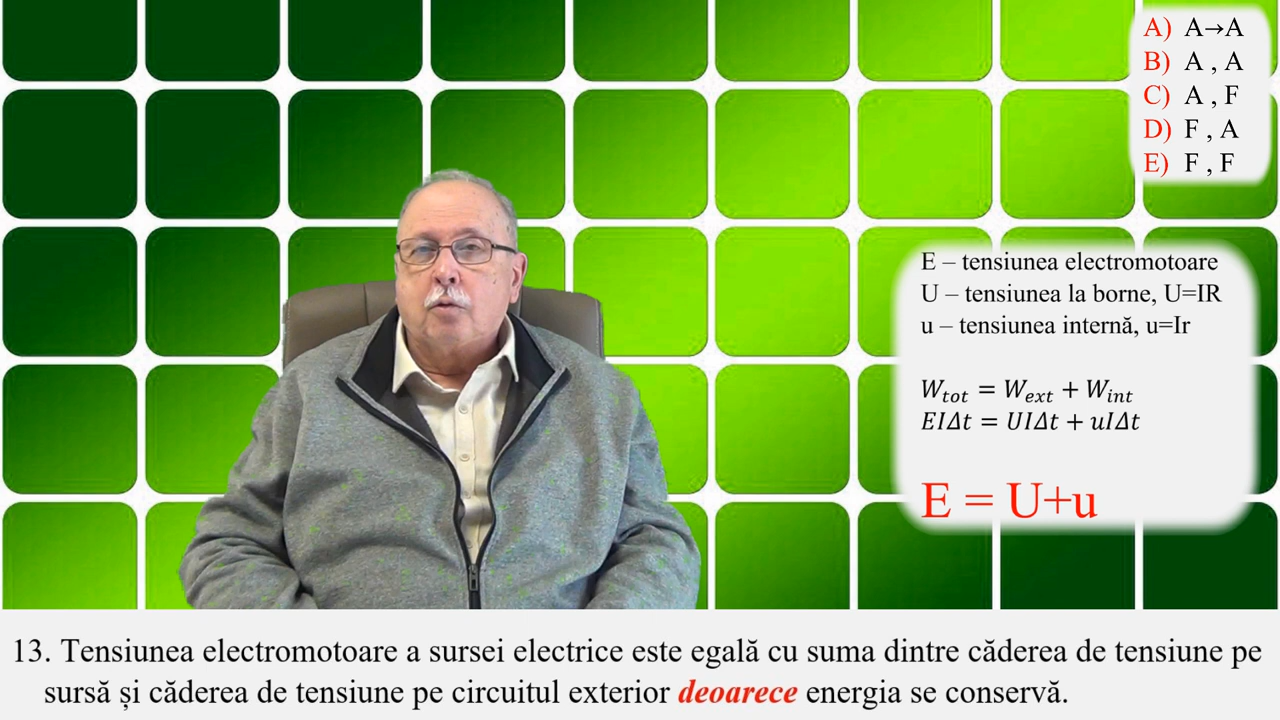 A) A→A
B) A , A
C) A , F
D) F , A
E) F , F
E – tensiunea electromotoare
U – tensiunea la borne, U=IR
u – tensiunea internă, u=Ir
W_tot = W_ext + W_int
EIΔt = UIΔt + uIΔt
E = U+u
13. Tensiunea electromotoare a sursei electrice este egală cu suma dintre căderea de tensiune pe
sursă și căderea de tensiune pe circuitul exterior deoarece energia se conservă.